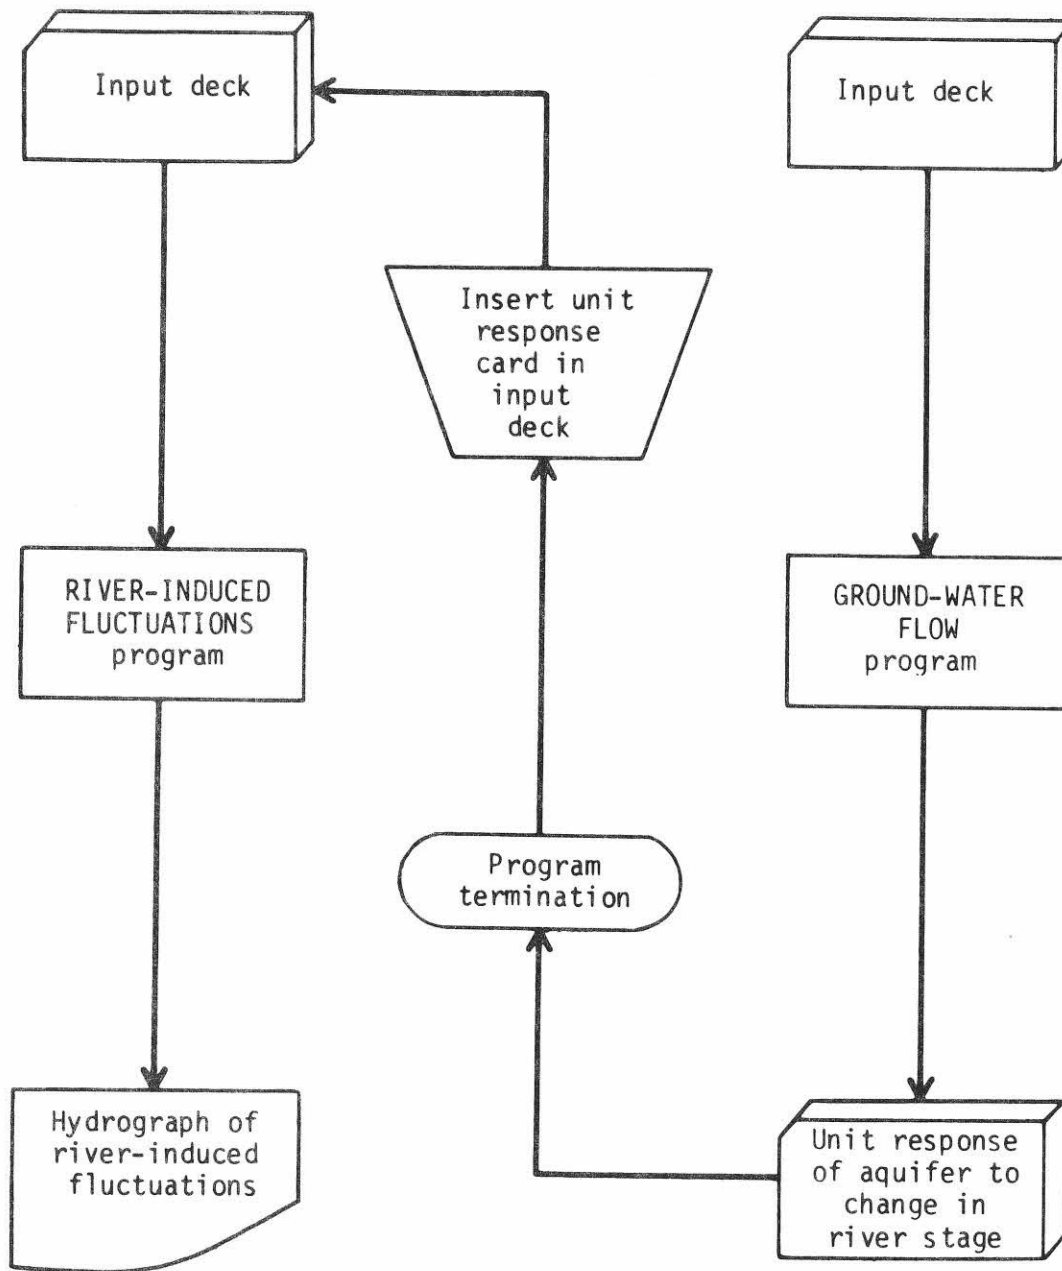 Input deck
Input deck
Insert unit
response
card in
input
deck
RIVER-INDUCED
FLUCTUATIONS
program
GROUND-WATER
FLOW
program
Program
termination
Hydrograph of
river-induced
fluctuations
Unit response
of aquifer to
change in
river stage